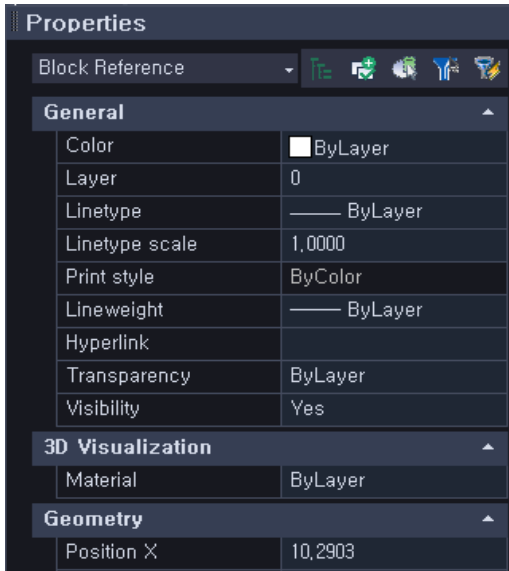 Properties
Block Reference
General
Color ByLayer
Layer 0
Linetype ByLayer
Linetype scale 1,0000
Print style ByColor
Lineweight ByLayer
Hyperlink
Transparency ByLayer
Visibility Yes
3D Visualization
Material ByLayer
Geometry
Position X 10,2903